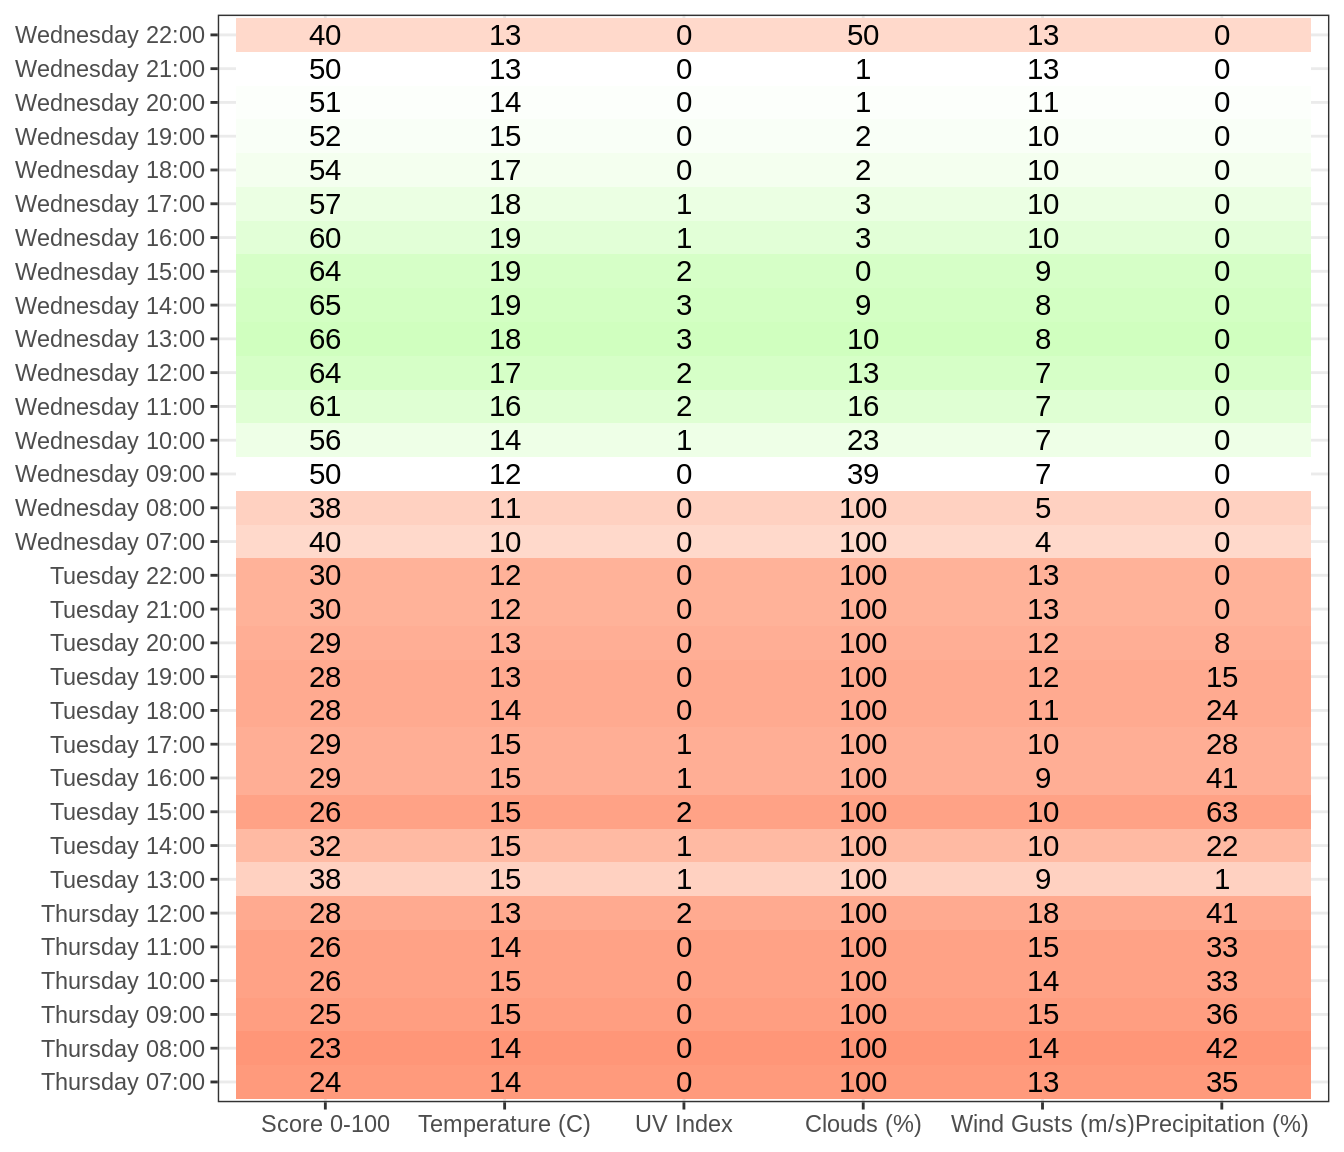 Wednesday 22:00 40 13 0 50 13 0
Wednesday 21:00 50 13 0 1 13 0
Wednesday 20:00 51 14 0 1 11 0
Wednesday 19:00 52 15 0 2 10 0
Wednesday 18:00 54 17 0 2 10 0
Wednesday 17:00 57 18 1 3 10 0
Wednesday 16:00 60 19 1 3 10 0
Wednesday 15:00 64 19 2 0 9 0
Wednesday 14:00 65 19 3 9 8 0
Wednesday 13:00 66 18 3 10 8 0
Wednesday 12:00 64 17 2 13 7 0
Wednesday 11:00 61 16 2 16 7 0
Wednesday 10:00 56 14 1 23 7 0
Wednesday 09:00 50 12 0 39 7 0
Wednesday 08:00 38 11 0 100 5 0
Wednesday 07:00 40 10 0 100 4 0
Tuesday 22:00 30 12 0 100 13 0
Tuesday 21:00 30 12 0 100 13 0
Tuesday 20:00 29 13 0 100 12 8
Tuesday 19:00 28 13 0 100 12 15
Tuesday 18:00 28 14 0 100 11 24
Tuesday 17:00 29 15 1 100 10 28
Tuesday 16:00 29 15 1 100 9 41
Tuesday 15:00 26 15 2 100 10 63
Tuesday 14:00 32 15 1 100 10 22
Tuesday 13:00 38 15 1 100 9 1
Thursday 12:00 28 13 2 100 18 41
Thursday 11:00 26 14 0 100 15 33
Thursday 10:00 26 15 0 100 14 33
Thursday 09:00 25 15 0 100 15 36
Thursday 08:00 23 14 0 100 14 42
Thursday 07:00 24 14 0 100 13 35
Score 0-100 Temperature (C) UV Index Clouds (%) Wind Gusts (m/s) Precipitation (%)